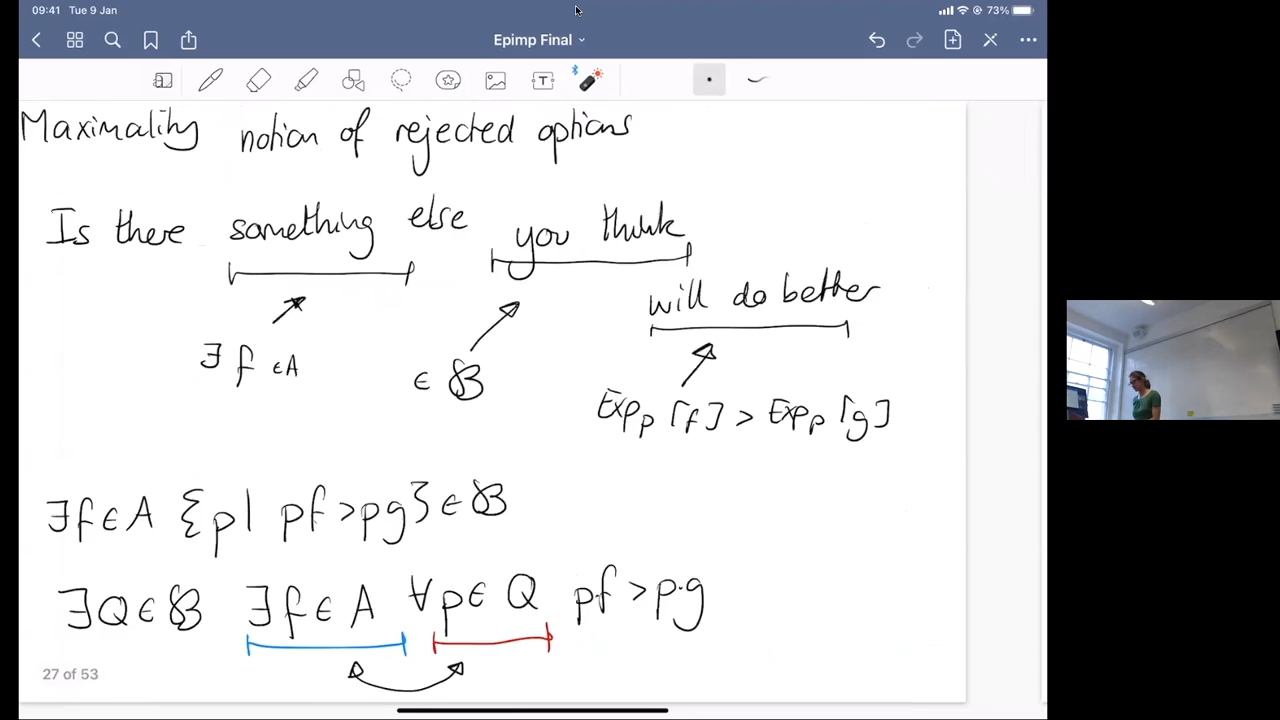 09:41 Tue 9 Jan
73%
Epimp Final
Maximality notion of rejected options
Is there something else you think
will do better
∃ f ∈A
∈ ℬ
Exp_p [f] > Exp_p [g]
∃f∈A {p| pf >pg} ∈ ℬ
∃Q∈ℬ ∃f∈A ∀p∈Q pf > p.g
27 of 53